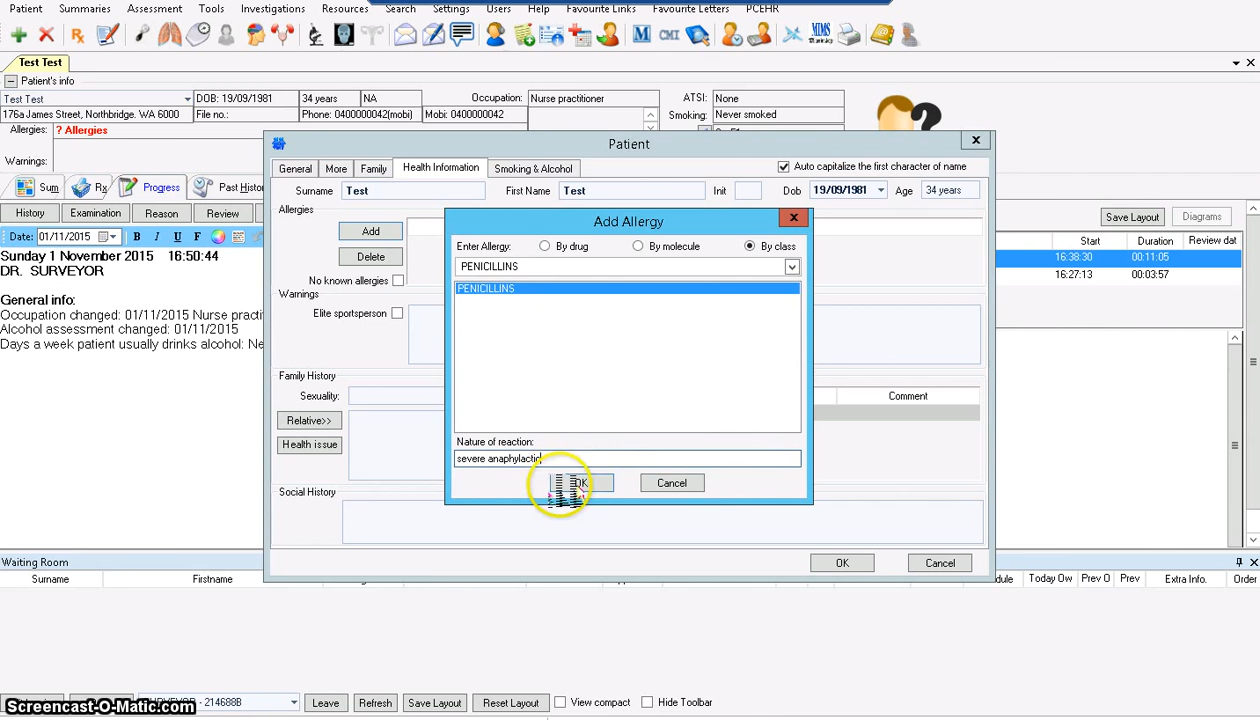 Patient Summaries Assessment Tools Investigations Resources Search Settings Users Help Favourite Links Favourite Letters PCEHR
Rx M CMI MIMS
Test Test
Patient's info
Test Test DOB: 19/09/1981 34 years NA Occupation: Nurse practitioner ATSI: None
176a James Street, Northbridge. WA 6000 File no.: Phone: 0400000042(mobi) Mobi: 0400000042 Smoking: Never smoked
Allergies: ? Allergies
Warnings:
Sum Rx Progress Past Histor
History Examination Reason Review
Date: 01/11/2015 B I U F
Sunday 1 November 2015 16:50:44
DR. SURVEYOR
General info:
Occupation changed: 01/11/2015 Nurse practit
Alcohol assessment changed: 01/11/2015
Days a week patient usually drinks alcohol: Ne
Patient
General More Family Health Information Smoking & Alcohol
Auto capitalize the first character of name
Surname Test First Name Test Init Dob 19/09/1981 Age 34 years
Allergies
Add
Delete
No known allergies
Warnings
Elite sportsperson
Family History
Sexuality:
Comment
Relative>>
Health issue
Social History
OK Cancel
Add Allergy
Enter Allergy: By drug By molecule By class
PENICILLINS
PENICILLINS
Nature of reaction:
severe anaphylactic
OK Cancel
Save Layout Diagrams
Start Duration Review dat
16:38:30 00:11:05
16:27:13 00:03:57
Waiting Room
Surname Firstname Today Ow Prev O Prev Extra Info. Order
SURVEYOR - 214688B Leave Refresh Save Layout Reset Layout View compact Hide Toolbar
Screencast-O-Matic.com